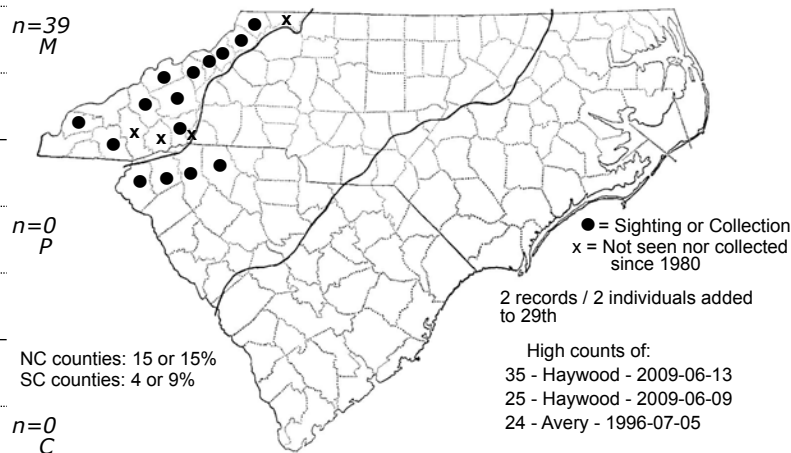 n=39
M
n=0
P
n=0
C
x
x
x
x
● = Sighting or Collection
x = Not seen nor collected
since 1980
2 records / 2 individuals added
to 29th
NC counties: 15 or 15%
SC counties: 4 or 9%
High counts of:
35 - Haywood - 2009-06-13
25 - Haywood - 2009-06-09
24 - Avery - 1996-07-05